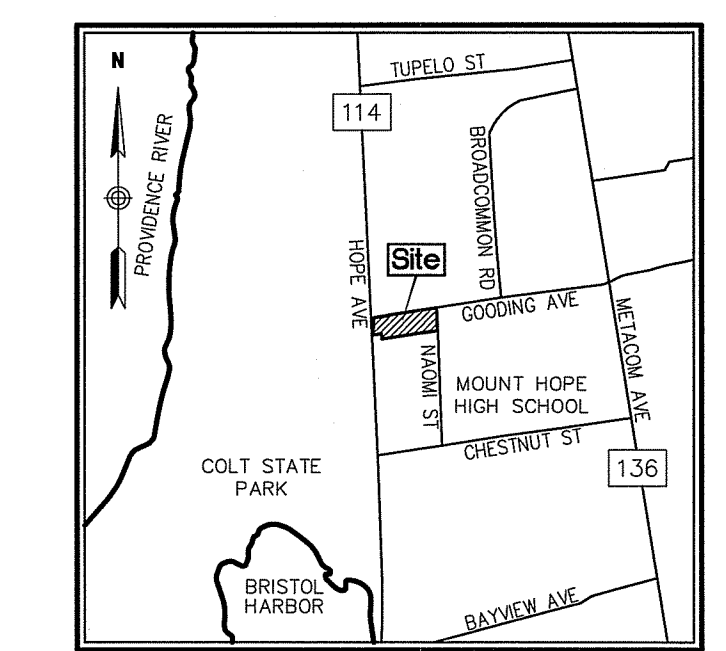 N
TUPELO ST
114
PROVIDENCE RIVER
BROADCOMMON RD
HOPE AVE
Site
GOODING AVE
METACOM AVE
NAOMI ST
MOUNT HOPE
HIGH SCHOOL
CHESTNUT ST
COLT STATE
PARK
136
BRISTOL
HARBOR
BAYVIEW AVE